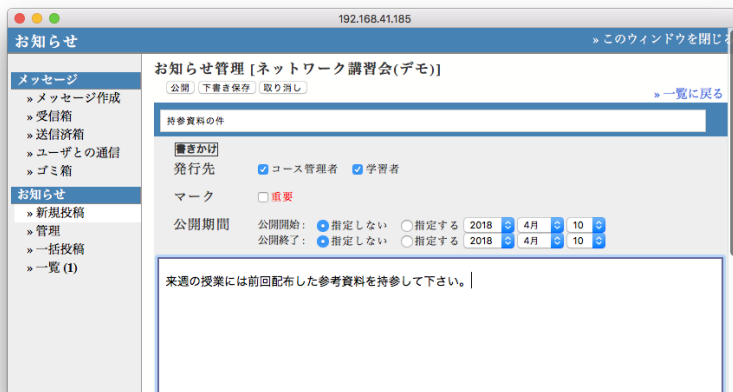 192.168.41.185
お知らせ
» このウィンドウを閉じる
メッセージ
» メッセージ作成
» 受信箱
» 送信済箱
» ユーザとの通信
» ゴミ箱
お知らせ
» 新規投稿
» 管理
» 一括投稿
» 一覧 (1)
お知らせ管理 [ネットワーク講習会(デモ)]
公開 下書き保存 取り消し
» 一覧に戻る
持参資料の件
書きかけ
発行先 コース管理者 学習者
マーク 重要
公開期間 公開開始: 指定しない 指定する 2018 4月 10
公開終了: 指定しない 指定する 2018 4月 10
来週の授業には前回配布した参考資料を持参して下さい。